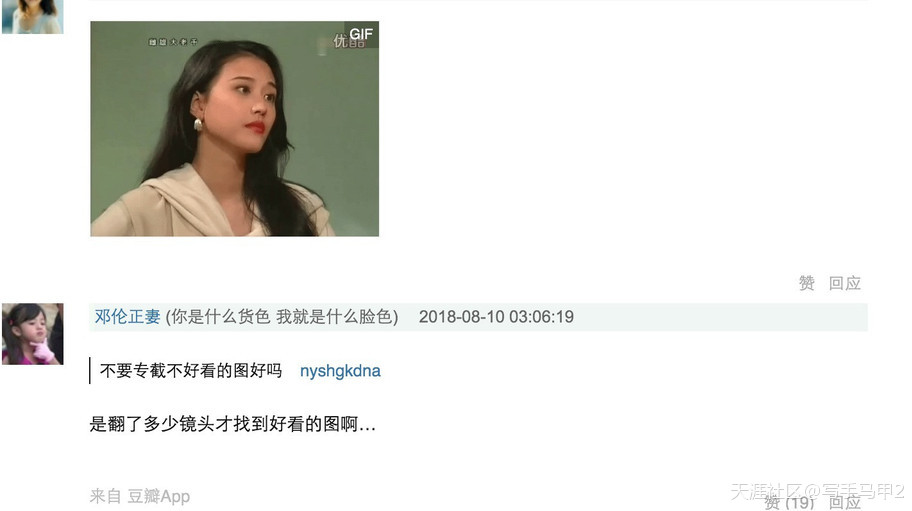 GIF
优酷
赞 回应
邓伦正妻 (你是什么货色 我就是什么脸色) 2018-08-10 03:06:19
不要专截不好看的图好吗 nyshgkdna
是翻了多少镜头才找到好看的图啊…
来自 豆瓣App
天涯社区@写手马甲2
赞 (19) 回应